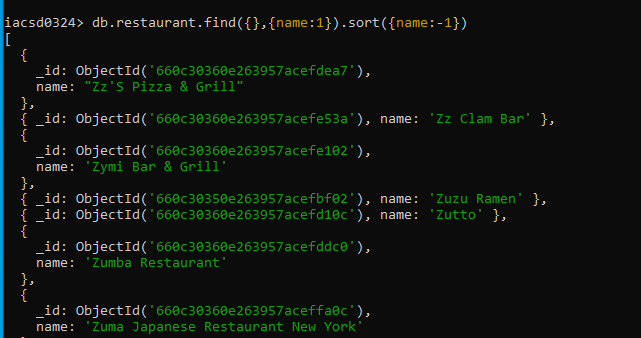 iacsd0324> db.restaurant.find({},{name:1}).sort({name:-1})
[
  {
    _id: ObjectId('660c30360e263957acefdea7'),
    name: "Zz'S Pizza & Grill"
  },
  { _id: ObjectId('660c30360e263957acefe53a'), name: 'Zz Clam Bar' },
  {
    _id: ObjectId('660c30360e263957acefe102'),
    name: 'Zymi Bar & Grill'
  },
  { _id: ObjectId('660c30350e263957acefbf02'), name: 'Zuzu Ramen' },
  { _id: ObjectId('660c30360e263957acefd10c'), name: 'Zutto' },
  {
    _id: ObjectId('660c30360e263957acefddc0'),
    name: 'Zumba Restaurant'
  },
  {
    _id: ObjectId('660c30360e263957aceffa0c'),
    name: 'Zuma Japanese Restaurant New York'